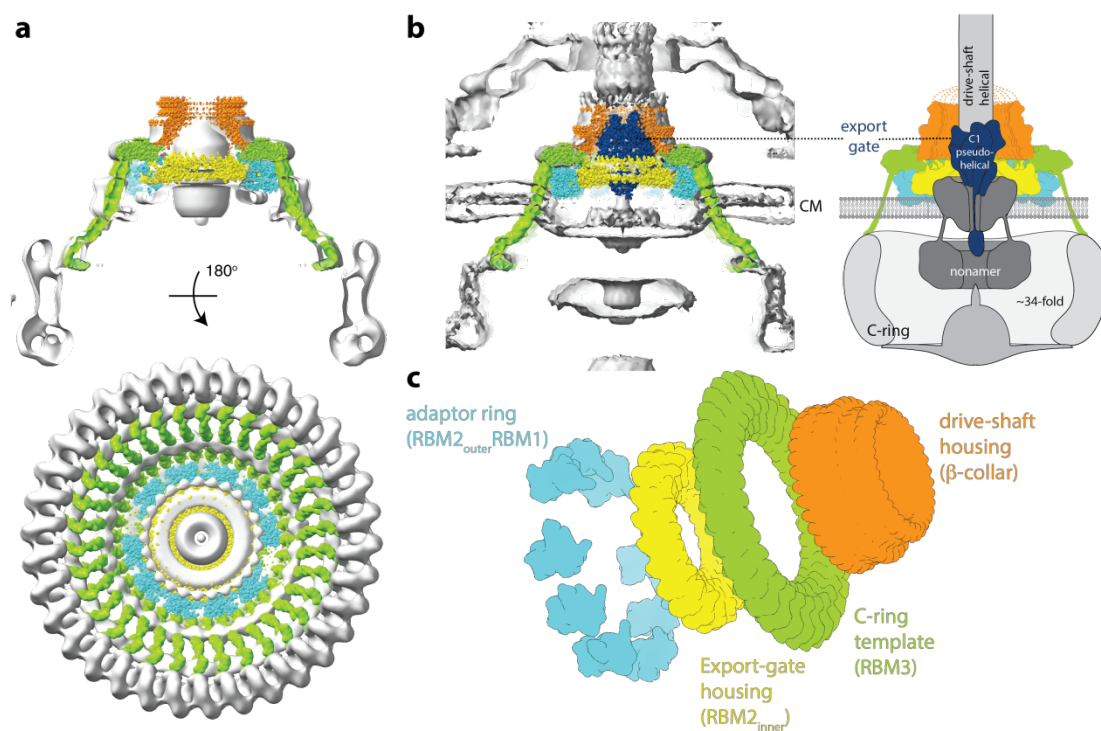 a
180°
b
export
gate
CM
drive-shaft
helical
C1
pseudo-
helical
nonamer
~34-fold
C-ring
c
adaptor ring
(RBM2outerRBM1)
drive-shaft
housing
(β-collar)
C-ring
template
(RBM3)
Export-gate
housing
(RBM2inner)